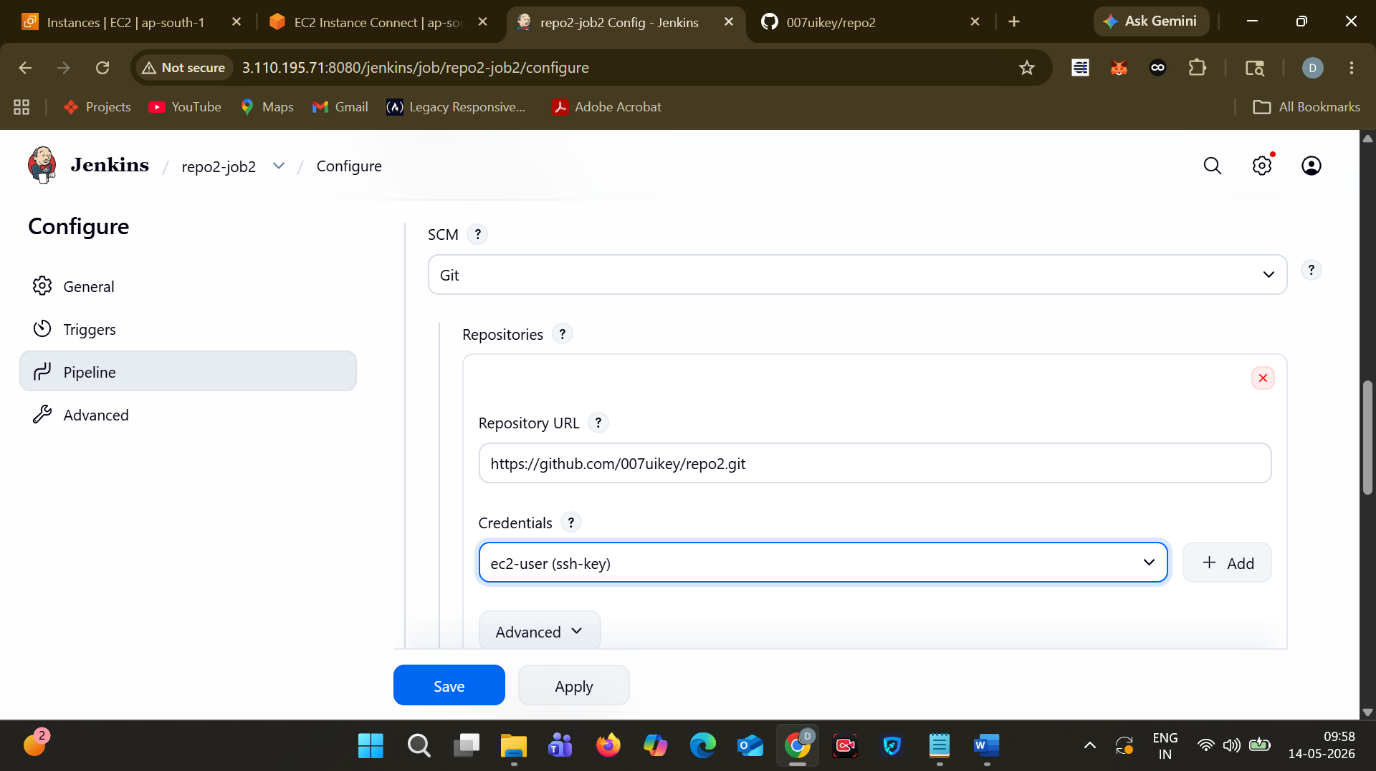 Instances | EC2 | ap-south-1
EC2 Instance Connect | ap-sou
repo2-job2 Config - Jenkins
007uikey/repo2
Ask Gemini
Not secure
3.110.195.71:8080/jenkins/job/repo2-job2/configure
D
Projects
YouTube
Maps
Gmail
Legacy Responsive...
Adobe Acrobat
All Bookmarks
Jenkins / repo2-job2 / Configure
Configure
General
Triggers
Pipeline
Advanced
SCM ?
Git
?
Repositories ?
Repository URL ?
https://github.com/007uikey/repo2.git
Credentials ?
ec2-user (ssh-key)
+ Add
Advanced
Save
Apply
2
D
ENG
IN
09:58
14-05-2026